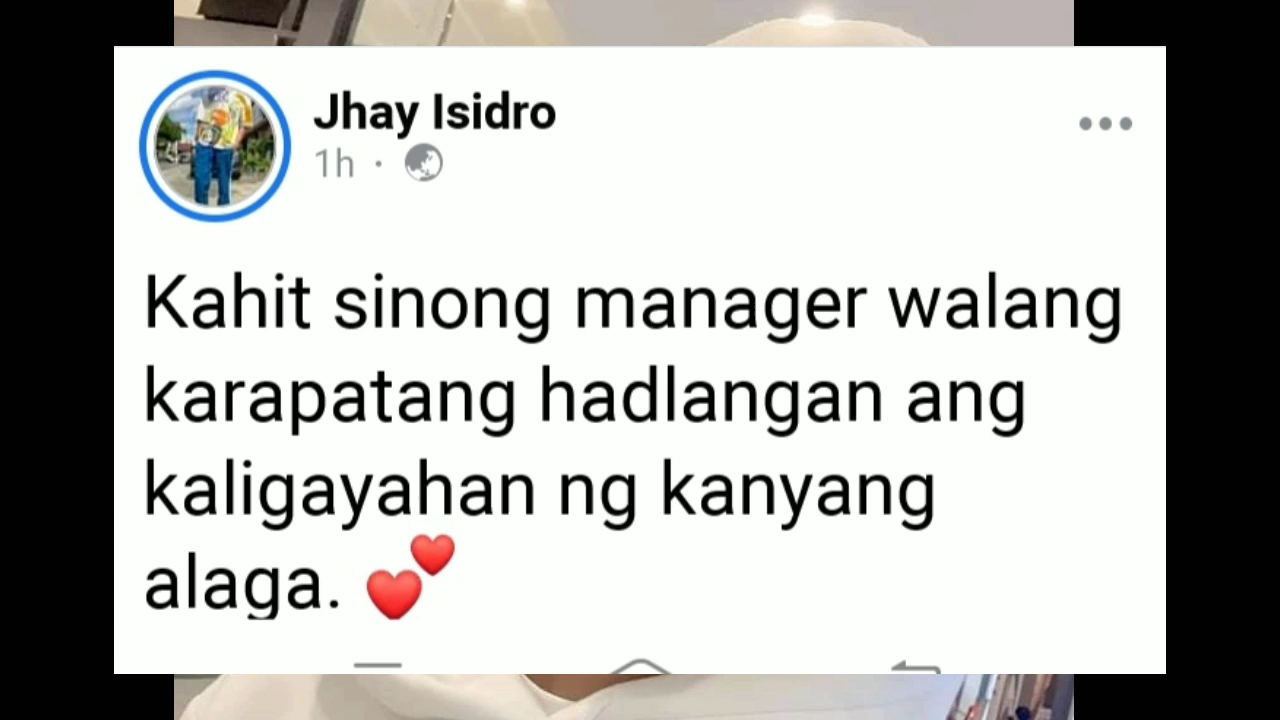 Jhay Isidro
1h ·
Kahit sinong manager walang
karapatang hadlangan ang
kaligayahan ng kanyang
alaga. 💕